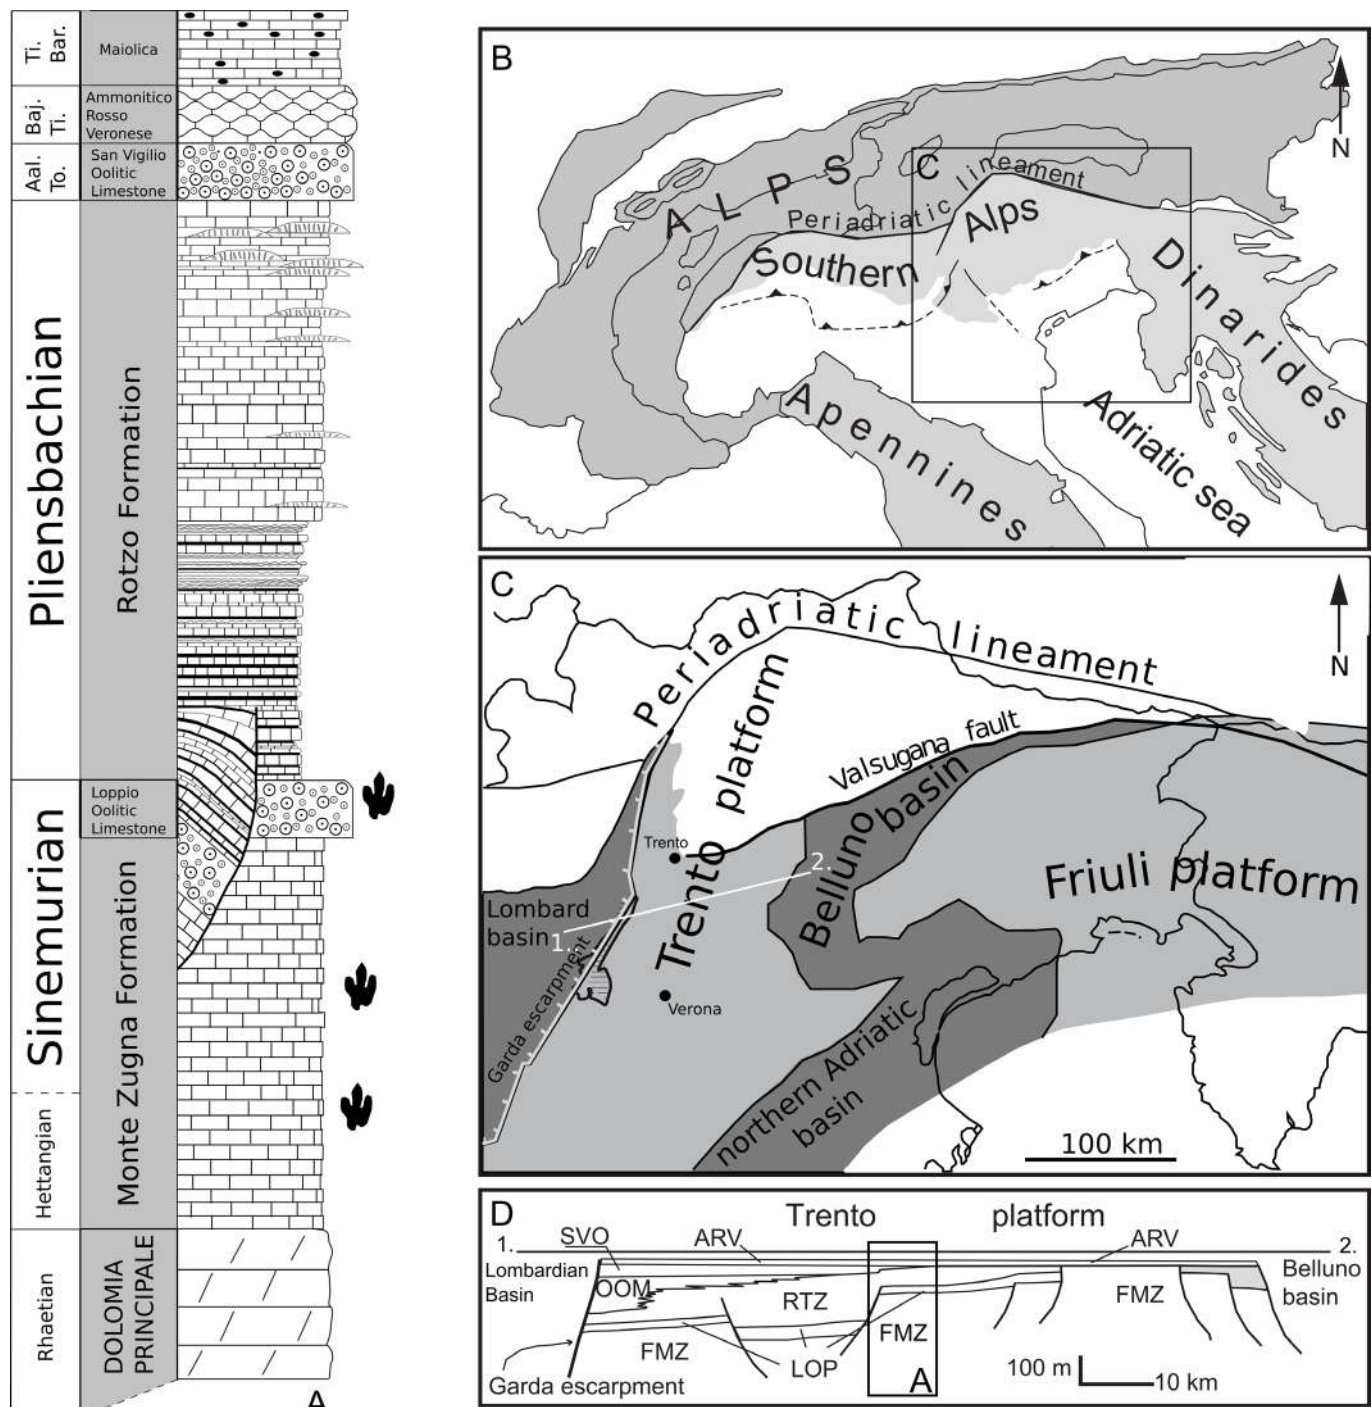 Ti.
Bar.
Maiolica
Baj.
Ti.
Ammonitico
Rosso
Veronese
Aal.
To.
San Vigilio
Oolitic
Limestone
Pliensbachian
Rotzo Formation
Loppio
Oolitic
Limestone
Sinemurian
Monte Zugna Formation
Hettangian
Rhaetian
DOLOMIA
PRINCIPALE
A
B
ALPS
C
Periadriatic lineament
Southern Alps
Dinarides
Apennines
Adriatic sea
N
C
Periadriatic lineament
N
Trento platform
Valsugana fault
Belluno
basin
Trento
2.
Friuli platform
Lombard
basin
1.
Garda escarpment
Verona
northern Adriatic
basin
100 km
D
Trento platform
1.
SVO
ARV
ARV
2.
Lombardian
Basin
OOM
RTZ
FMZ
Belluno
basin
FMZ
FMZ
LOP
A
Garda escarpment
100 m
10 km